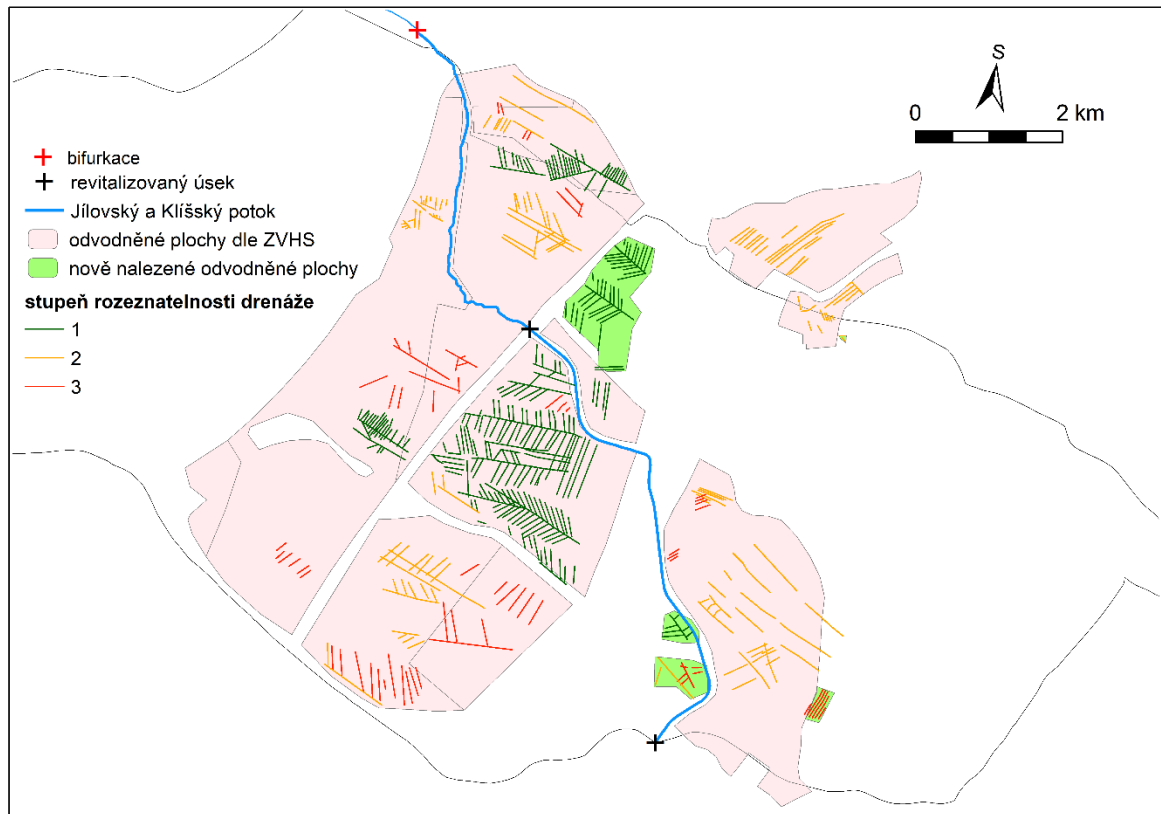 S
0 2 km
bifurkace
revitalizovaný úsek
Jílovský a Klíšský potok
odvodněné plochy dle ZVHS
nově nalezené odvodněné plochy
stupeň rozeznatelnosti drenáže
1
2
3